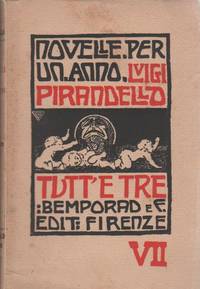 NOVELLE·PER
UN·ANNO·LUIGI
PIRANDELLO
TUTT'E TRE
:BEMPORAD E F.
EDIT: FIRENZE
VII